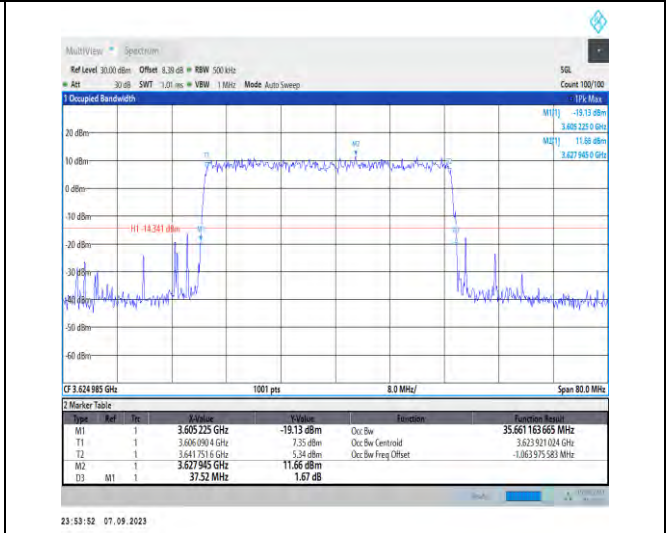 MultiView Spectrum
Ref Level 30.00 dBm Offset 8.39 dB RBW 500 kHz SGL
Att 30 dB SWT 1.01 ms VBW 1 MHz Mode Auto Sweep Count 100/100
1 Occupied Bandwidth 1Pk Max
M1[1] -19.13 dBm
3.605 225 0 GHz
20 dBm
M2[1] 11.66 dBm
3.627 945 0 GHz
M2
T1
10 dBm
0 dBm
-10 dBm
H1 -14.341 dBm
-20 dBm
-30 dBm
-40 dBm
-50 dBm
-60 dBm
CF 3.624 985 GHz 1001 pts 8.0 MHz/ Span 80.0 MHz
2 Marker Table
Type Ref Trc X-Value Y-Value Function Function Result
M1 1 3.605 225 GHz -19.13 dBm Occ Bw 35.661 163 665 MHz
T1 1 3.606 090 4 GHz 7.35 dBm Occ Bw Centroid 3.623 921 024 GHz
T2 1 3.641 751 6 GHz 5.34 dBm Occ Bw Freq Offset -1.063 975 583 MHz
M2 1 3.627 945 GHz 11.66 dBm
D3 M1 1 37.52 MHz 1.67 dB
23:53:52 07.09.2023